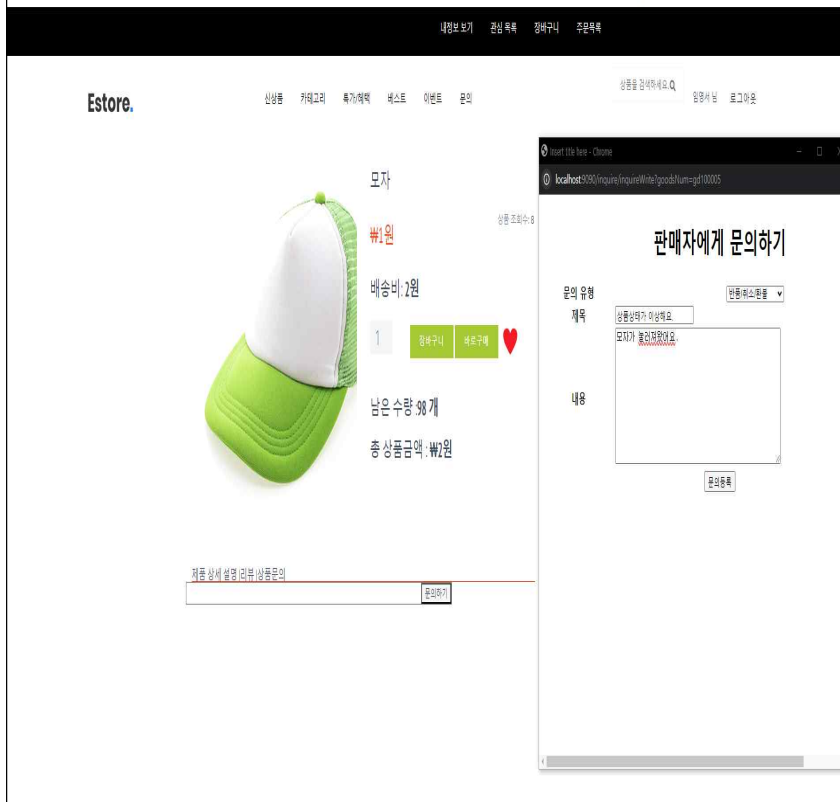 내정보 보기 관심 목록 장바구니 주문목록
Estore.
신상품 카테고리 특가/혜택 베스트 이벤트 문의
상품을 검색하세요.
임영서 님 로그아웃
모자
상품 조회수: 8
₩1원
배송비: 2원
1 장바구니 바로구매
남은 수량 :98 개
총 상품금액 : ₩2원
제품 상세 설명 |리뷰 |상품문의
문의하기
Insert title here - Chrome
localhost:9090/inquire/inquireWrite?goodsNum=gd100005
판매자에게 문의하기
문의 유형 반품/취소/환불
제목 상품상태가 이상해요.
내용 모자가 눌러져왔어요.
문의등록